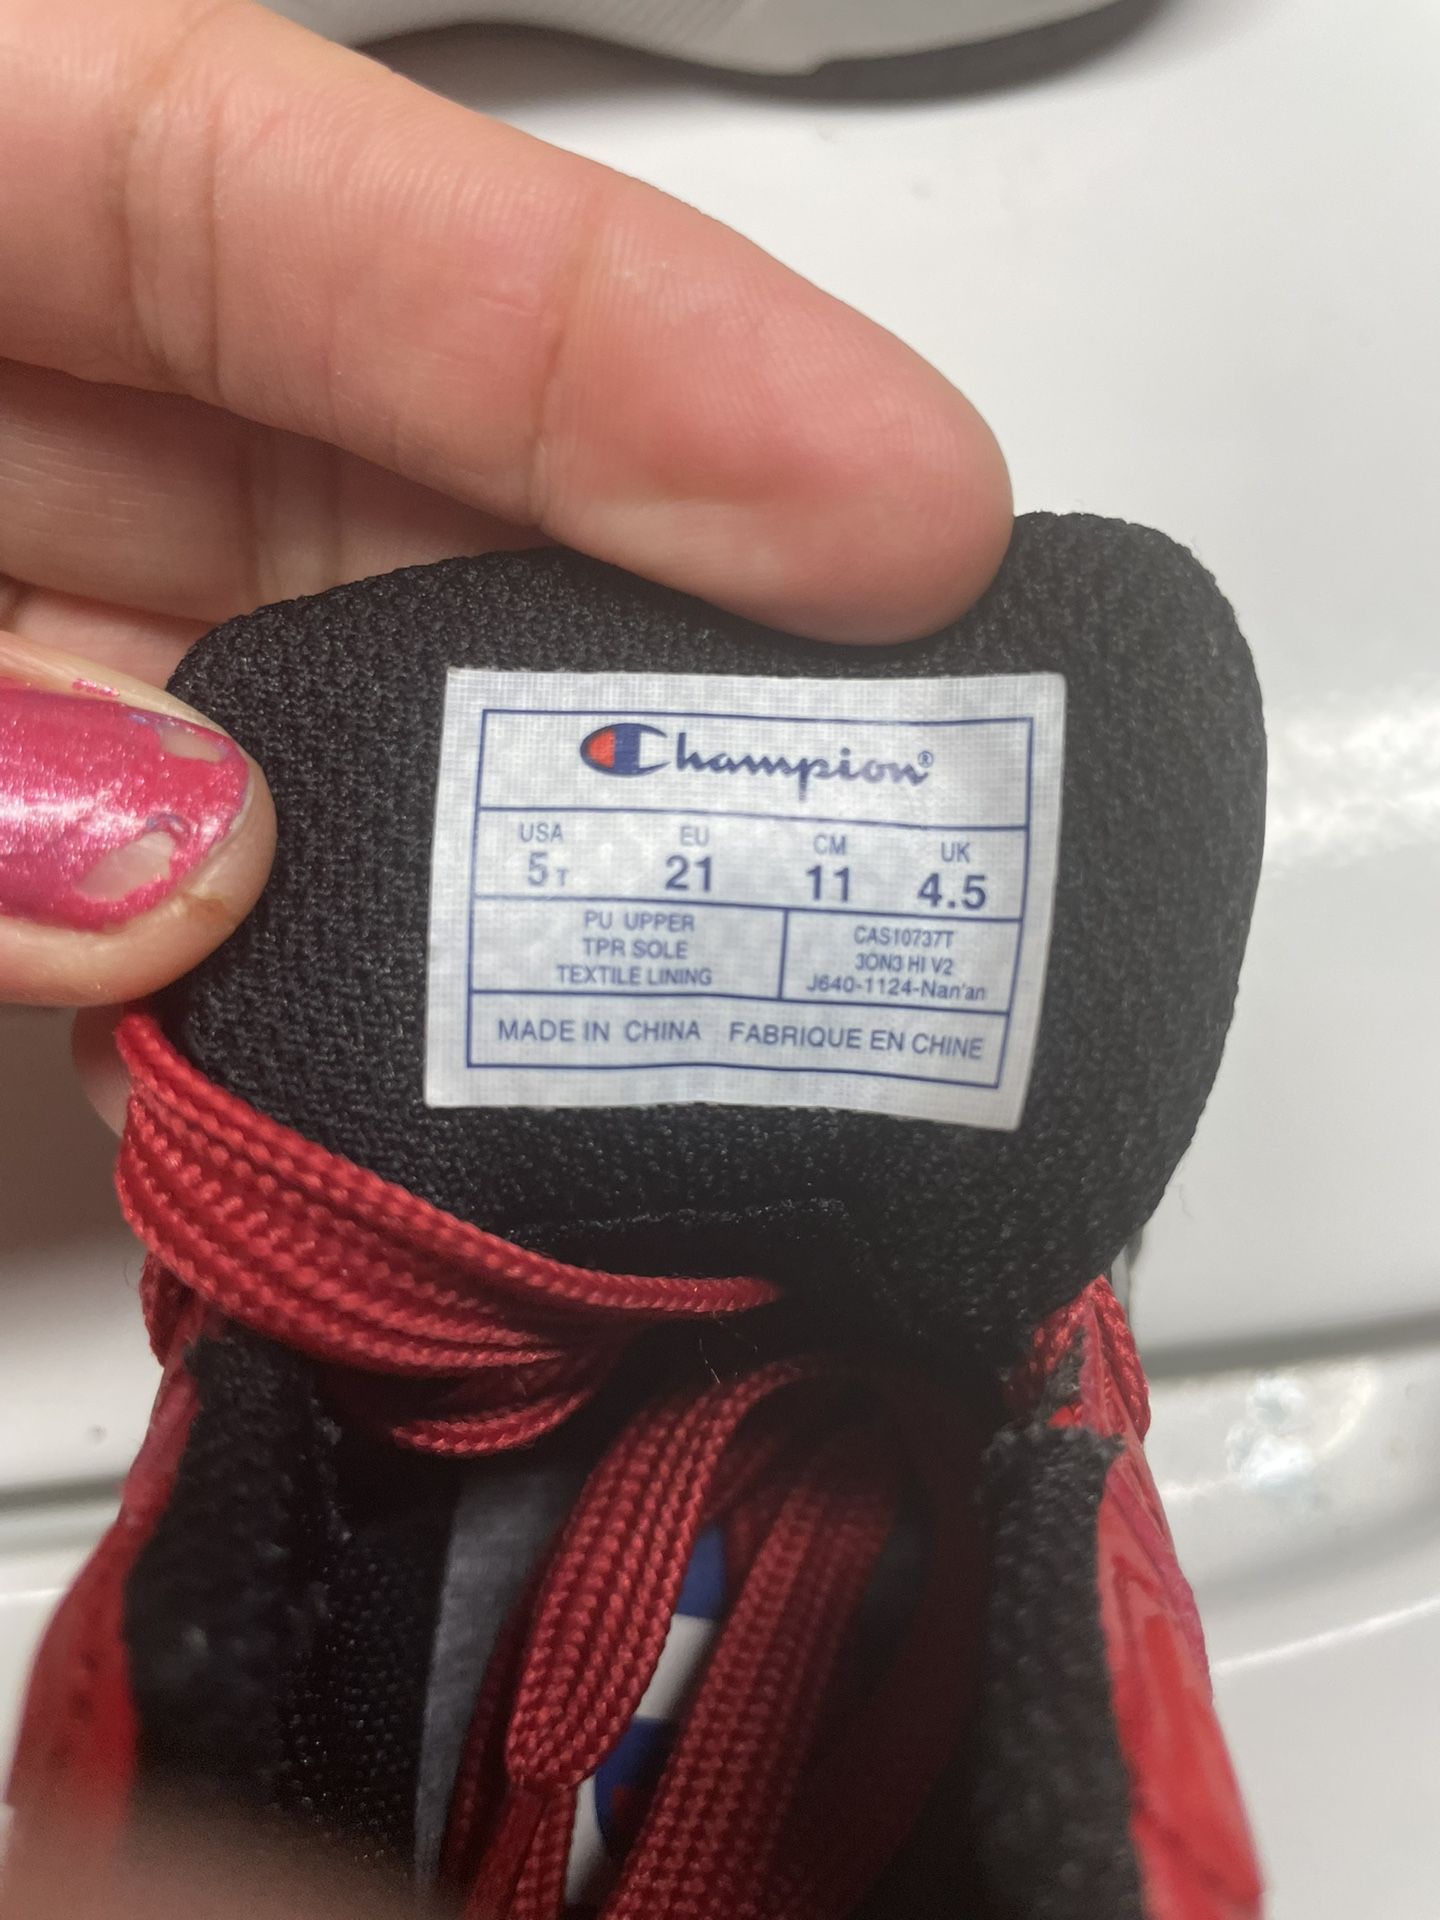 Champion®
USA EU CM UK
5T 21 11 4.5
PU UPPER
TPR SOLE
TEXTILE LINING
CAS10737T
3ON3 HI V2
J640-1124-Nan'an
MADE IN CHINA FABRIQUE EN CHINE